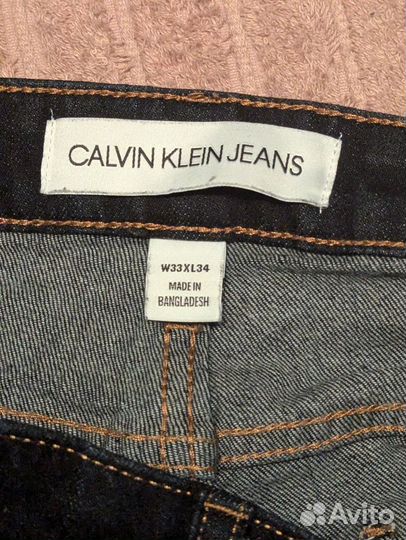 CALVIN KLEIN JEANS
W33XL34
MADE IN
BANGLADESH
Avito